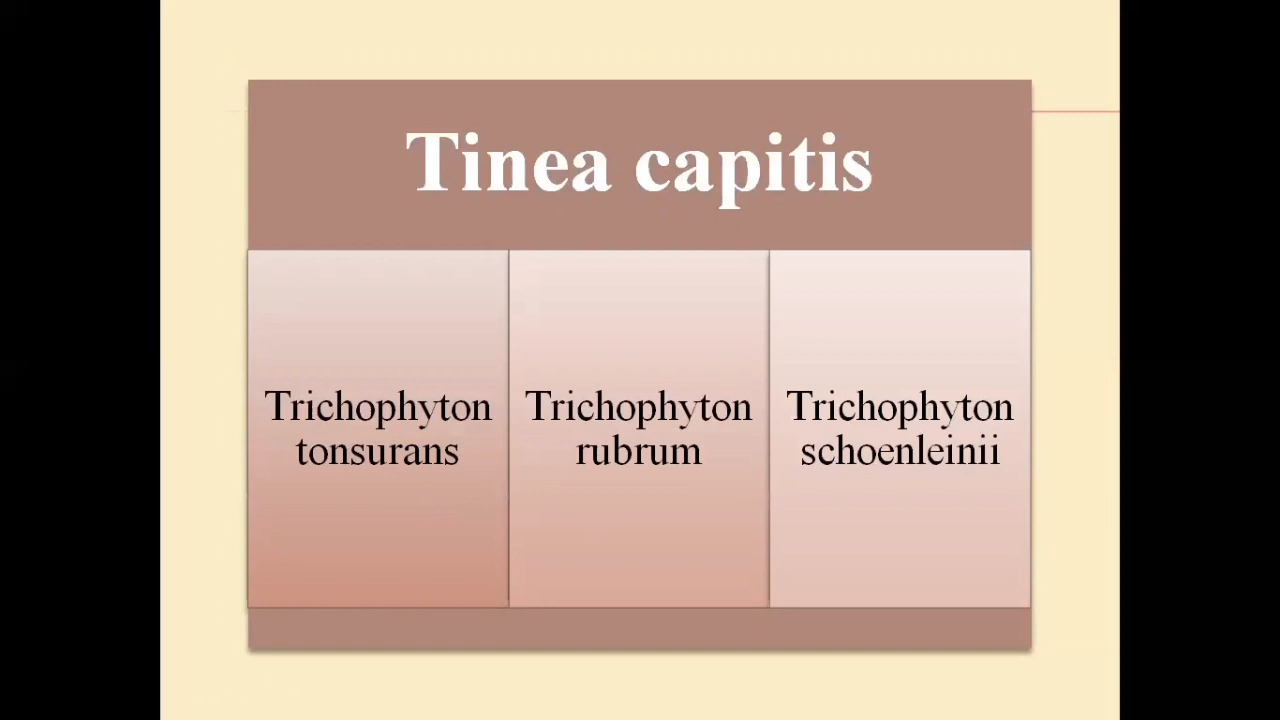 Tinea capitis
Trichophyton
tonsurans
Trichophyton
rubrum
Trichophyton
schoenleinii